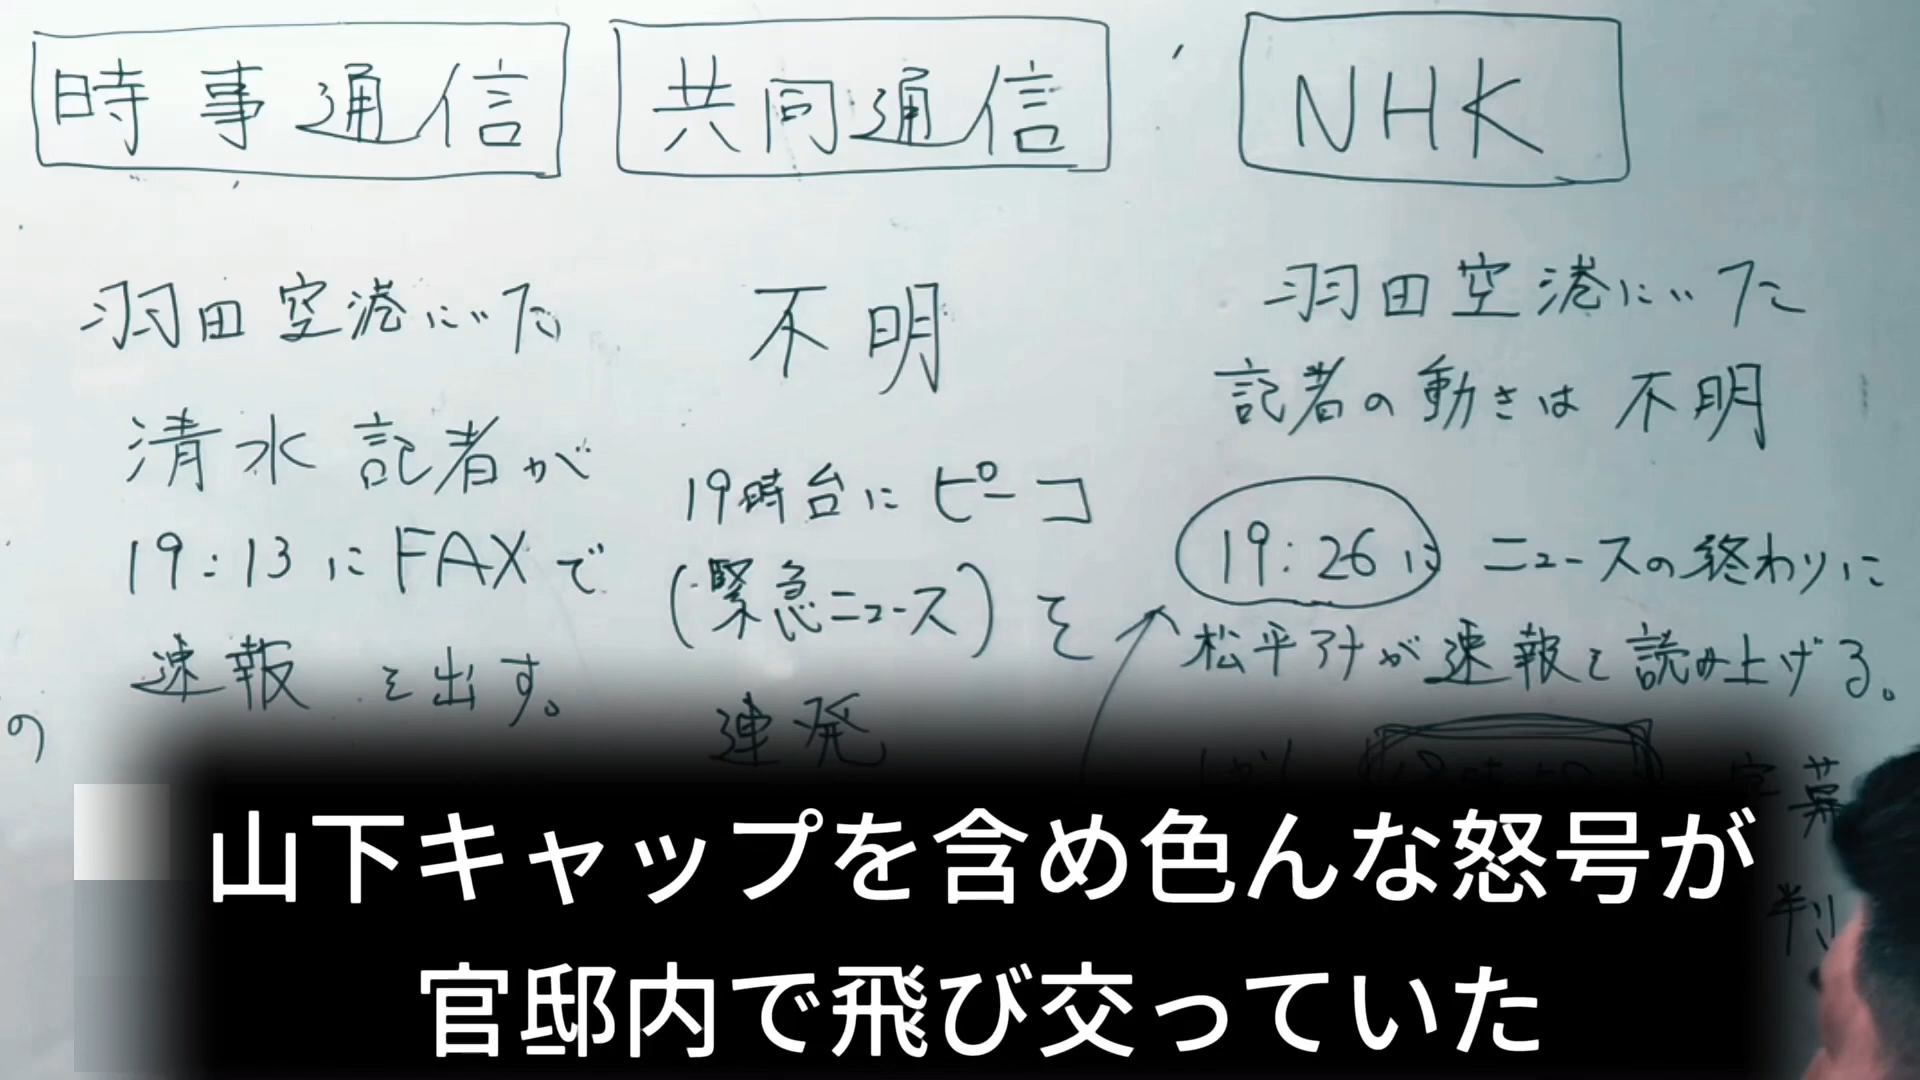 時事通信
羽田空港にいた
清水記者が
19:13にFAXで
速報を出す。
の
共同通信
不明
19時台にピーコ
(緊急ニュース)を
連発
NHK
羽田空港にいた
記者の動きは不明
19:26に ニュースの終わりに
松平アナが速報を読み上げる。
字幕
判
山下キャップを含め色んな怒号が
官邸内で飛び交っていた